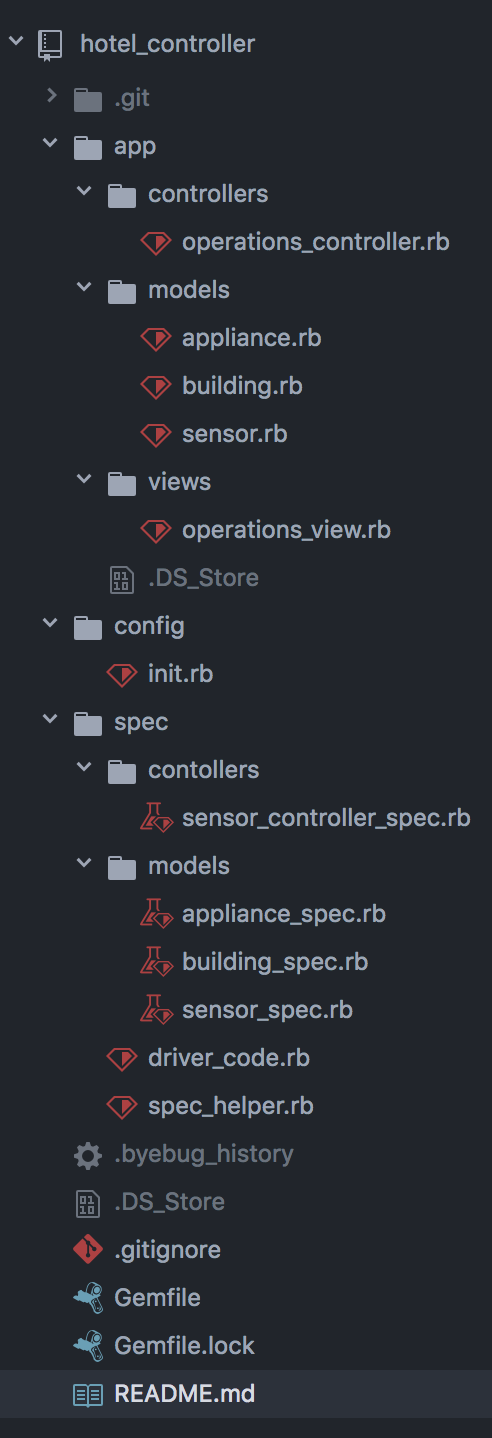 hotel_controller
.git
app
controllers
operations_controller.rb
models
appliance.rb
building.rb
sensor.rb
views
operations_view.rb
.DS_Store
config
init.rb
spec
contollers
sensor_controller_spec.rb
models
appliance_spec.rb
building_spec.rb
sensor_spec.rb
driver_code.rb
spec_helper.rb
.byebug_history
.DS_Store
.gitignore
Gemfile
Gemfile.lock
README.md